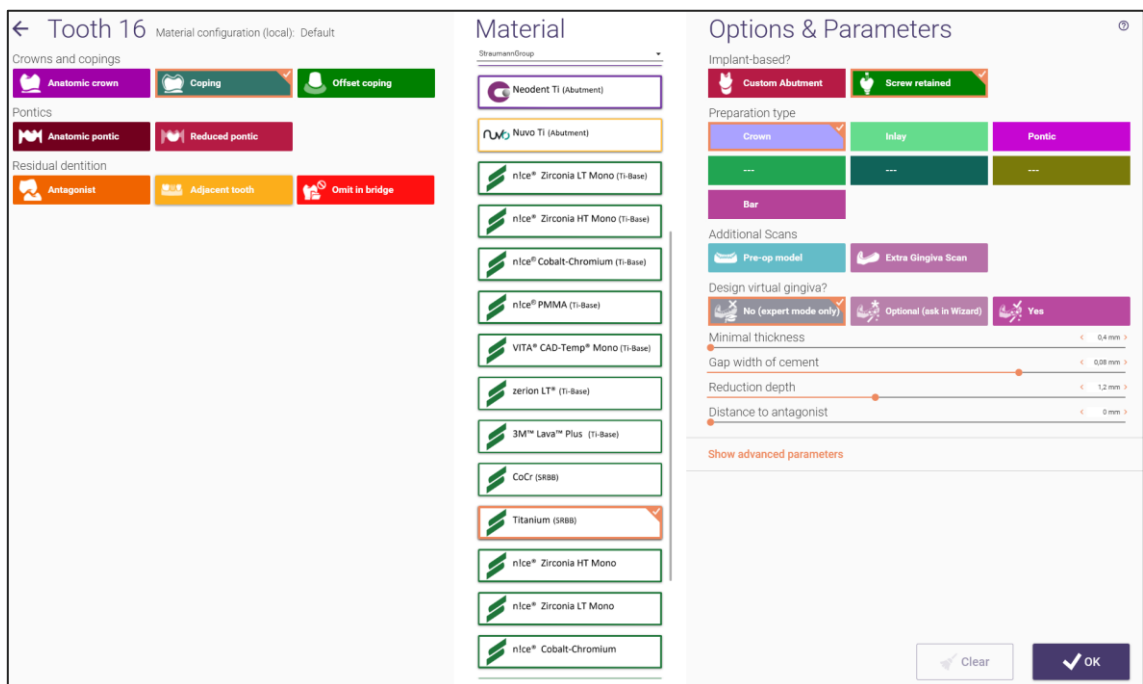 Tooth 16 Material configuration (local): Default
Crowns and copings
Anatomic crown
Coping
Offset coping
Pontics
Anatomic pontic
Reduced pontic
Residual dentition
Antagonist
Adjacent tooth
Omit in bridge
Material
StraumannGroup
Neodent Ti (Abutment)
nuvo Nuvo Ti (Abutment)
n!ce® Zirconia LT Mono (Ti-Base)
n!ce® Zirconia HT Mono (Ti-Base)
n!ce® Cobalt-Chromium (Ti-Base)
n!ce® PMMA (Ti-Base)
VITA® CAD-Temp® Mono (Ti-Base)
zerion LT® (Ti-Base)
3M™ Lava™ Plus (Ti-Base)
CoCr (SRBB)
Titanium (SRBB)
n!ce® Zirconia HT Mono
n!ce® Zirconia LT Mono
n!ce® Cobalt-Chromium
Options & Parameters
Implant-based?
Custom Abutment
Screw retained
Preparation type
Crown
Inlay
Pontic
---
---
---
Bar
Additional Scans
Pre-op model
Extra Gingiva Scan
Design virtual gingiva?
No (expert mode only)
Optional (ask in Wizard)
Yes
Minimal thickness < 0,4 mm >
Gap width of cement < 0,08 mm >
Reduction depth < 1,2 mm >
Distance to antagonist < 0 mm >
Show advanced parameters
Clear
OK